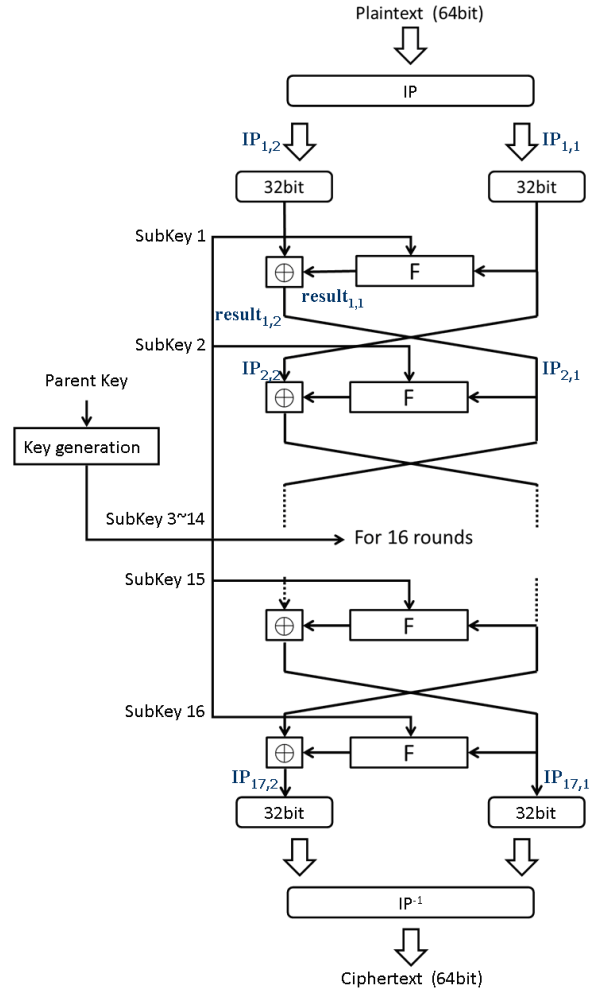 Plaintext (64bit)
IP
IP1,2
IP1,1
32bit
32bit
SubKey 1
⊕
F
result1,1
result1,2
SubKey 2
IP2,2
IP2,1
⊕
F
Parent Key
Key generation
SubKey 3~14
For 16 rounds
SubKey 15
⊕
F
SubKey 16
⊕
F
IP17,2
IP17,1
32bit
32bit
IP-1
Ciphertext (64bit)